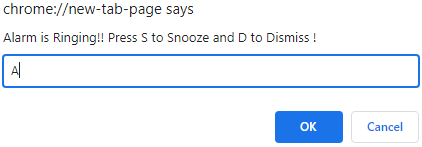 chrome://new-tab-page says
Alarm is Ringing!! Press S to Snooze and D to Dismiss !
A
OK Cancel